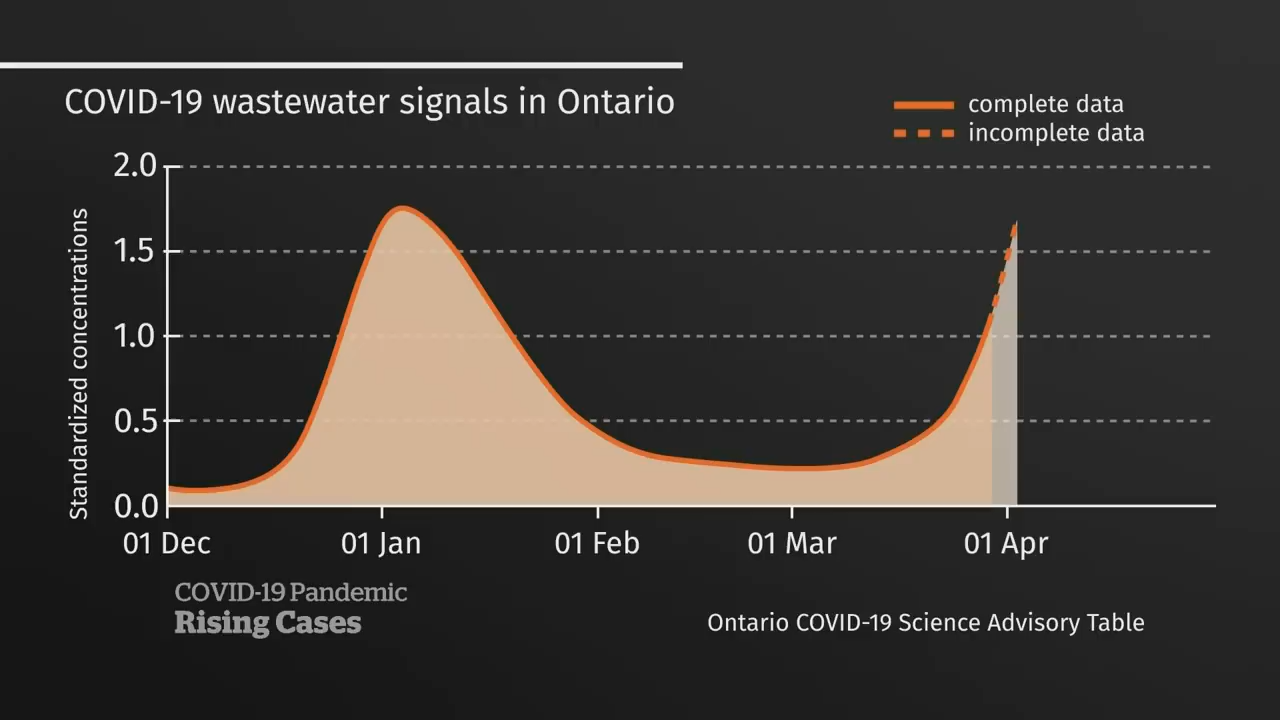 COVID-19 wastewater signals in Ontario
complete data
incomplete data
Standardized concentrations
2.0
1.5
1.0
0.5
0.0
01 Dec
01 Jan
01 Feb
01 Mar
01 Apr
COVID-19 Pandemic
Rising Cases
Ontario COVID-19 Science Advisory Table